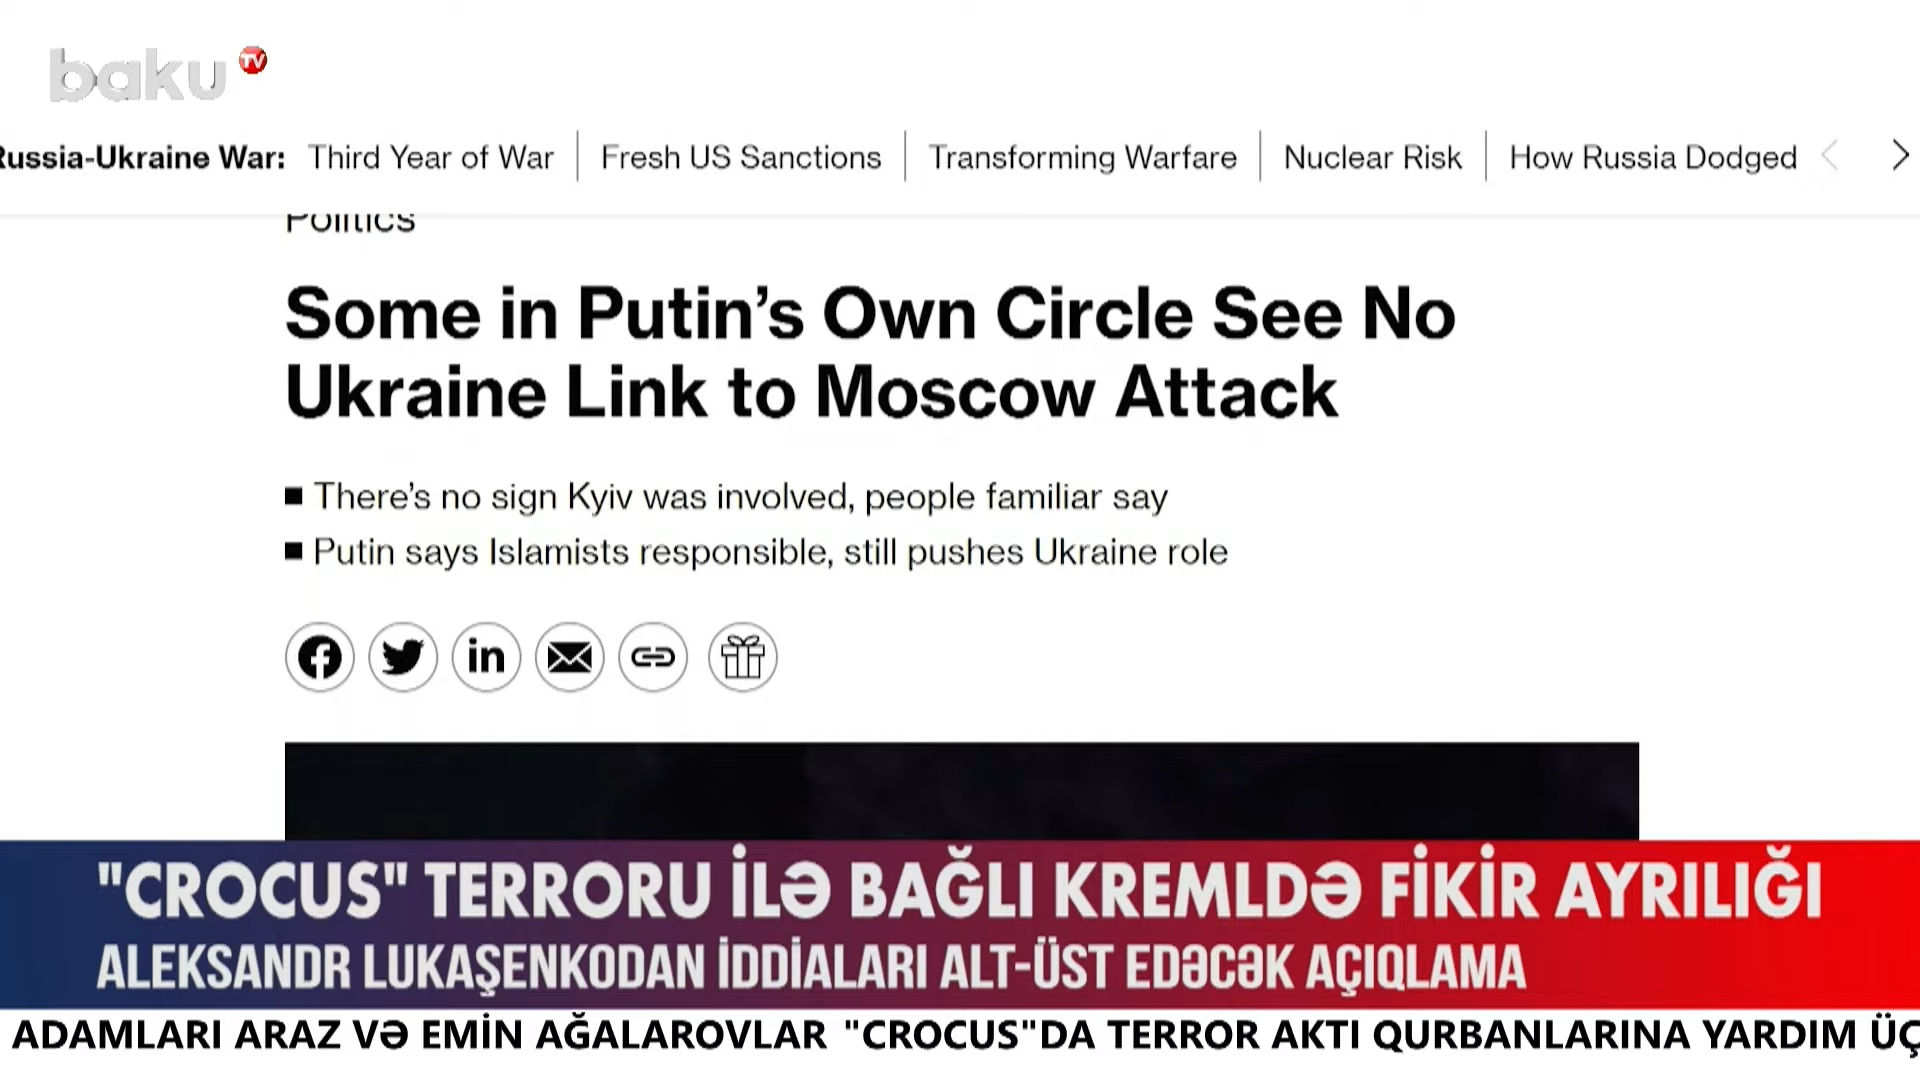 baku TV
Russia-Ukraine War: Third Year of War Fresh US Sanctions Transforming Warfare Nuclear Risk How Russia Dodged
Politics
Some in Putin’s Own Circle See No
Ukraine Link to Moscow Attack
There’s no sign Kyiv was involved, people familiar say
Putin says Islamists responsible, still pushes Ukraine role
in
"CROCUS" TERRORU İLƏ BAĞLI KREMLDƏ FİKİR AYRILIĞI
ALEKSANDR LUKAŞENKODAN İDDİALARI ALT-ÜST EDƏCƏK AÇIQLAMA
ADAMLARI ARAZ VƏ EMİN AĞALAROVLAR "CROCUS"DA TERROR AKTI QURBANLARINA YARDIM ÜÇ